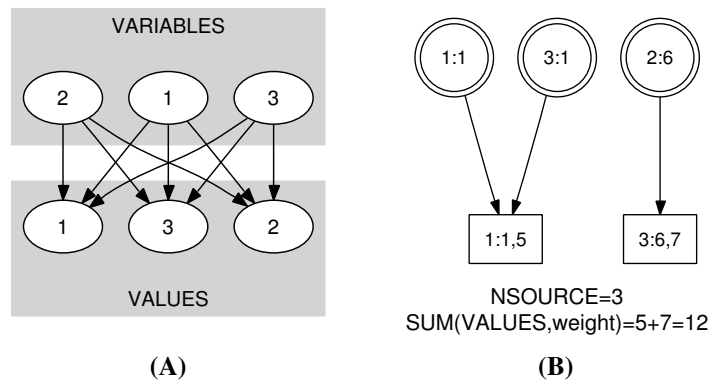 VARIABLES
2 1 3
1 3 2
VALUES
(A)
1:1 3:1 2:6
1:1,5 3:6,7
NSOURCE=3
SUM(VALUES,weight)=5+7=12
(B)